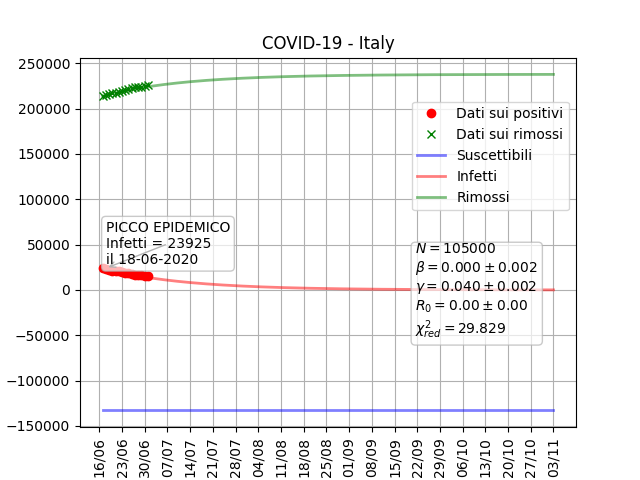 COVID-19 - Italy
250000
200000
150000
100000
50000
0
−50000
−100000
−150000
Dati sui positivi
Dati sui rimossi
Suscettibili
Infetti
Rimossi
PICCO EPIDEMICO
Infetti = 23925
il 18-06-2020
N = 105000
β = 0.000 ± 0.002
γ = 0.040 ± 0.002
R₀ = 0.00 ± 0.00
χ²red = 29.829
16/06
23/06
30/06
07/07
14/07
21/07
28/07
04/08
11/08
18/08
25/08
01/09
08/09
15/09
22/09
29/09
06/10
13/10
20/10
27/10
03/11